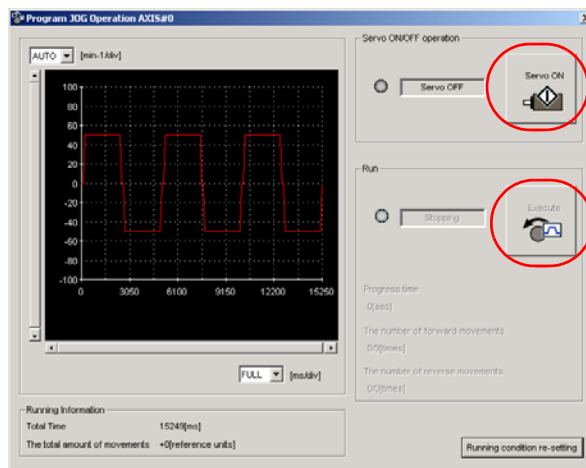 Program JOG Operation AXIS#0
AUTO [min-1/div]
100
80
60
40
20
0
-20
-40
-60
-80
-100
0 3050 6100 9150 12200 15250
FULL [ms/div]
Running Information
Total Time 15249[ms]
The total amount of movements +0[reference units]
Servo ON/OFF operation
Servo OFF
Servo ON
Run
Stopping
Execute
Progress time:
0[sec]
The number of forward movements:
0/3[times]
The number of reverse movements:
0/3[times]
Running condition re-setting